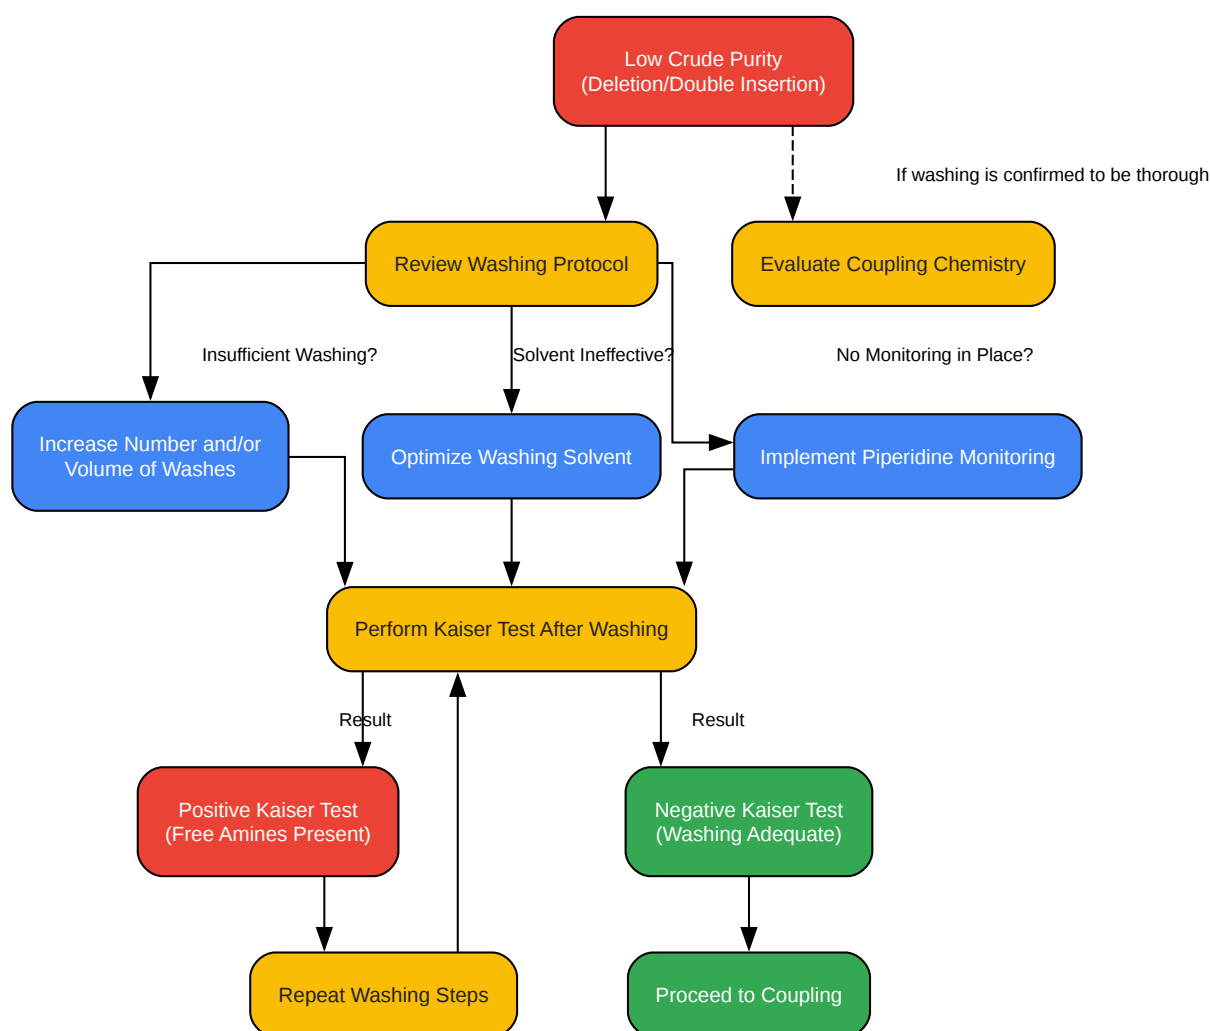 Low Crude Purity
(Deletion/Double Insertion)
If washing is confirmed to be thorough
Review Washing Protocol
Evaluate Coupling Chemistry
Insufficient Washing?
Solvent Ineffective?
No Monitoring in Place?
Increase Number and/or
Volume of Washes
Optimize Washing Solvent
Implement Piperidine Monitoring
Perform Kaiser Test After Washing
Result
Result
Positive Kaiser Test
(Free Amines Present)
Negative Kaiser Test
(Washing Adequate)
Repeat Washing Steps
Proceed to Coupling